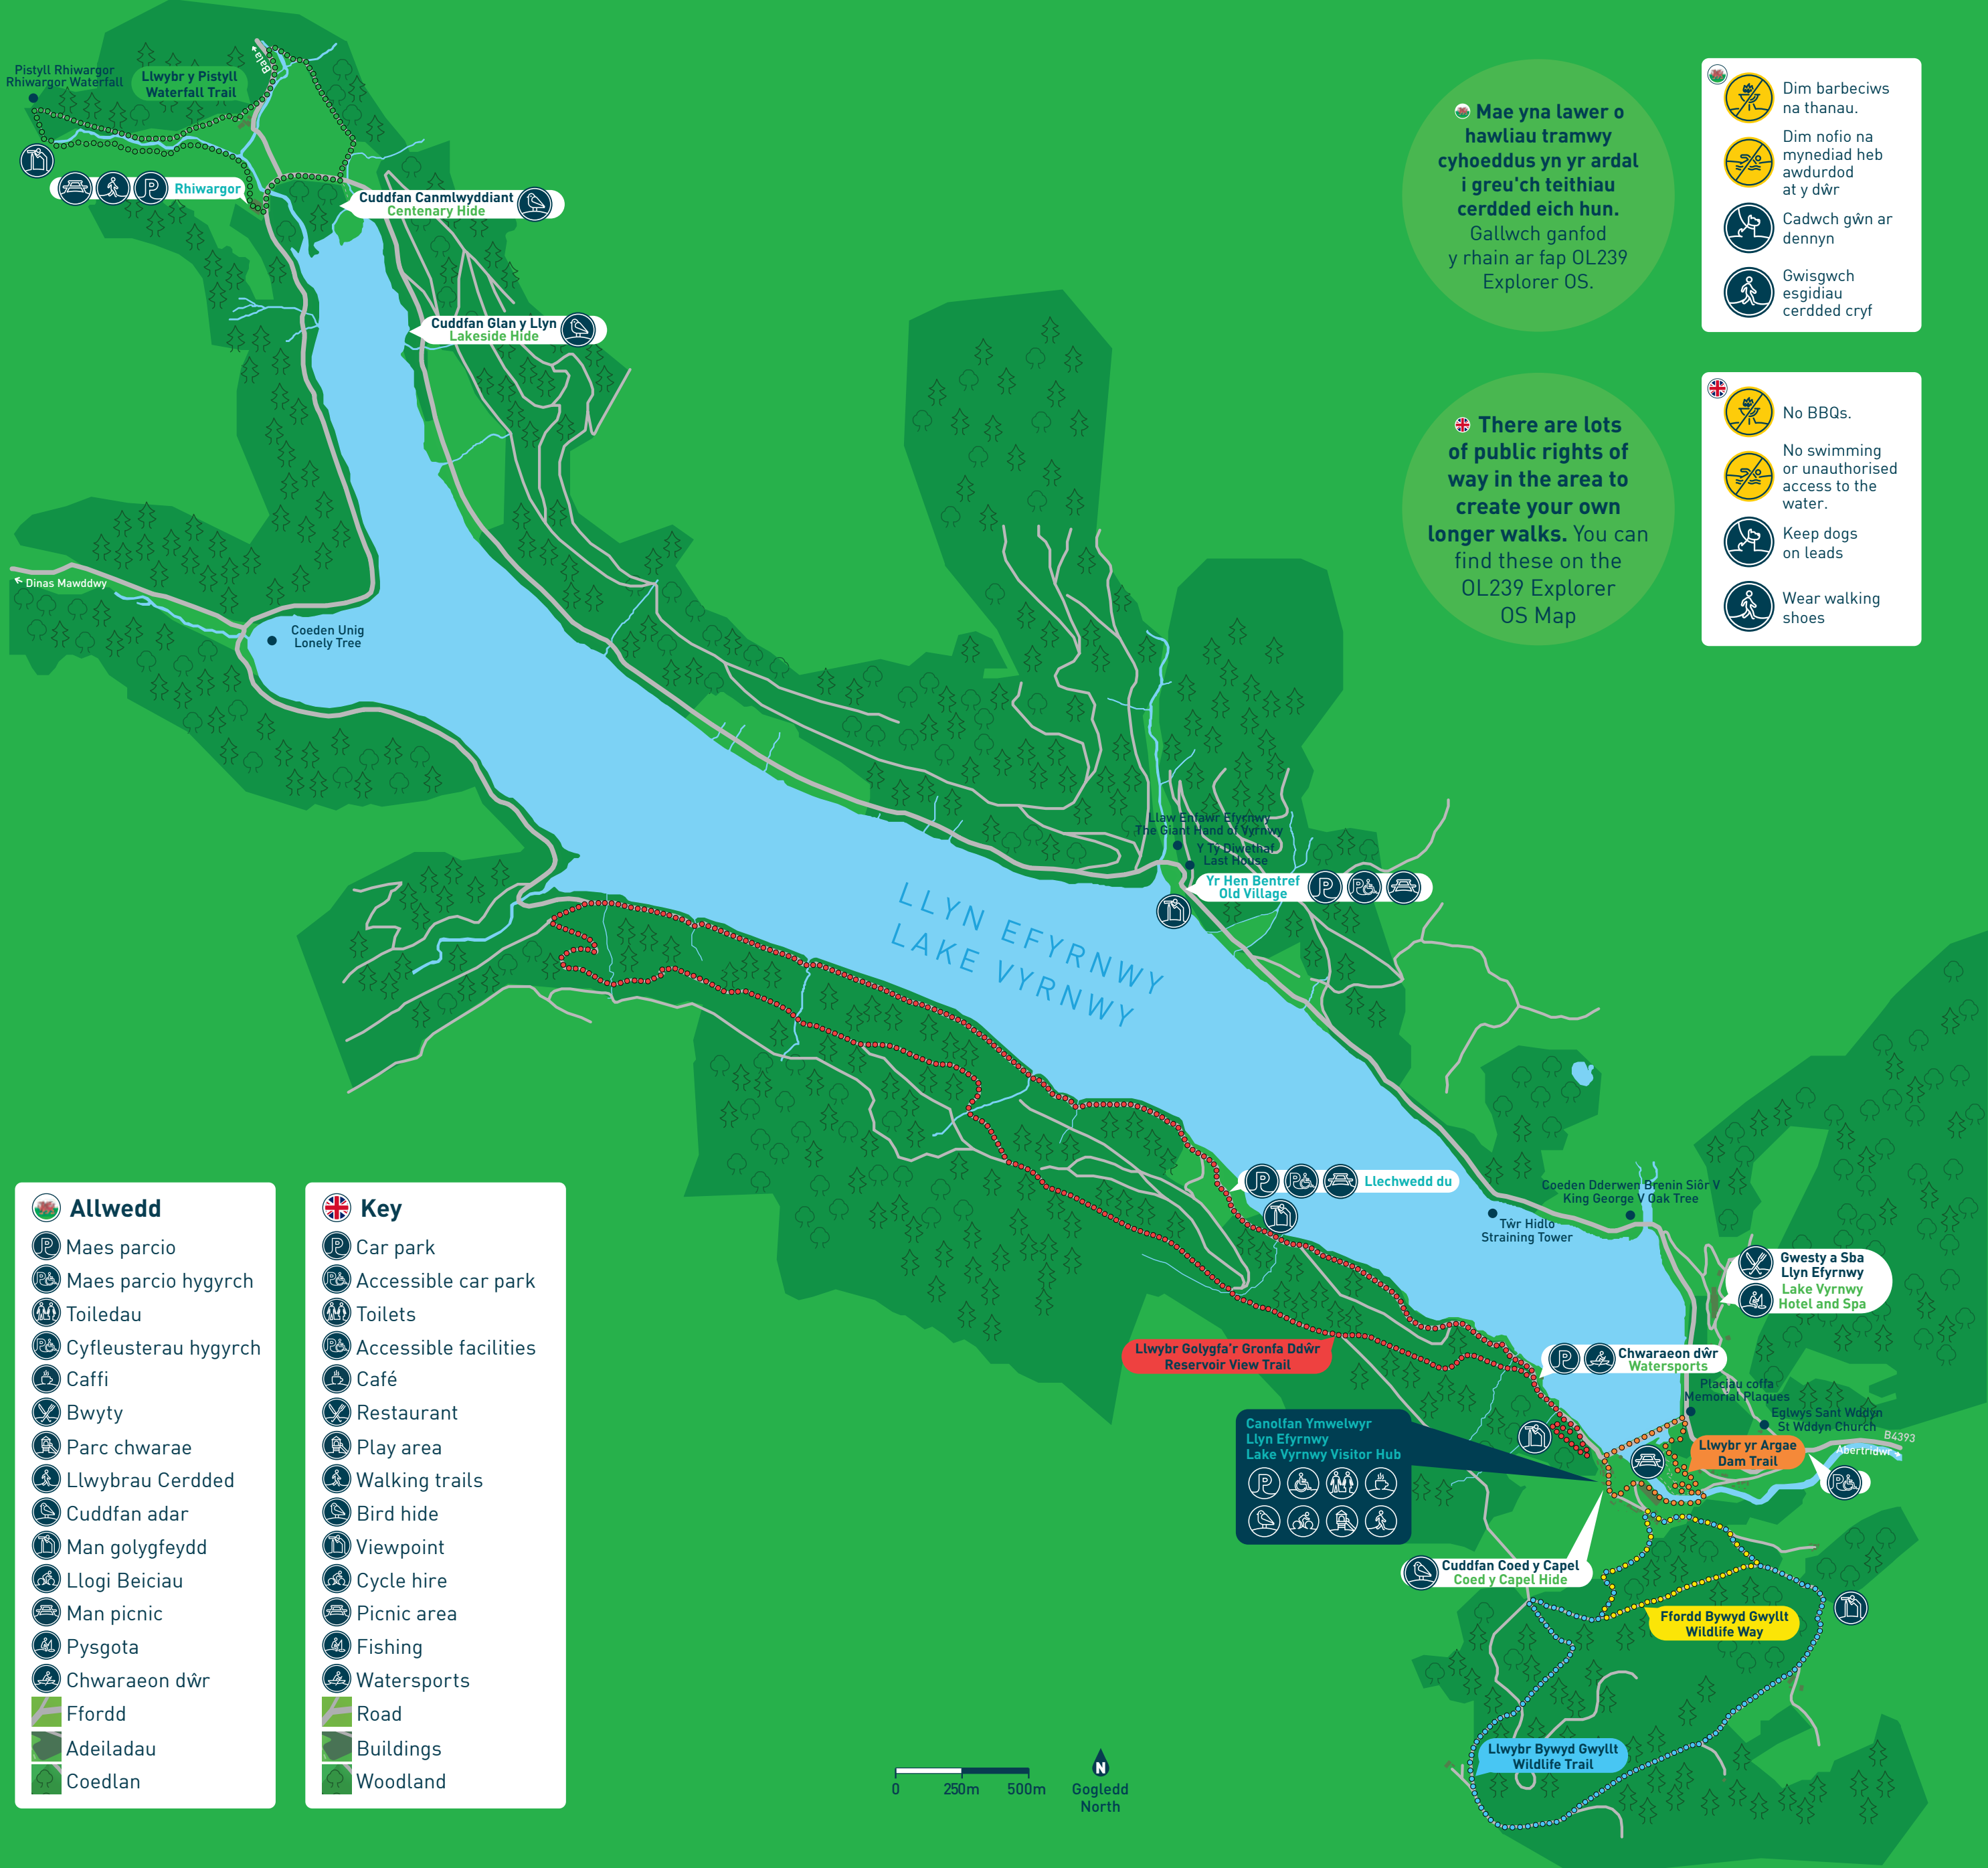 Bala
Pistyll Rhiwargor
Rhiwargor Waterfall
Llwybr y Pistyll
Waterfall Trail
P
Rhiwargor
Cuddfan Canmlwyddiant
Centenary Hide
Cuddfan Glan y Llyn
Lakeside Hide
Dinas Mawddwy
Coeden Unig
Lonely Tree
Mae yna lawer o
hawliau tramwy
cyhoeddus yn yr ardal
i greu'ch teithiau
cerdded eich hun.
Gallwch ganfod
y rhain ar fap OL239
Explorer OS.
Dim barbeciws
na thanau.
Dim nofio na
mynediad heb
awdurdod
at y dŵr
Cadwch gŵn ar
dennyn
Gwisgwch
esgidiau
cerdded cryf
There are lots
of public rights of
way in the area to
create your own
longer walks. You can
find these on the
OL239 Explorer
OS Map
No BBQs.
No swimming
or unauthorised
access to the
water.
Keep dogs
on leads
Wear walking
shoes
Llaw Enfawr Efyrnwy
The Giant Hand of Vyrnwy
Y Tŷ Diwethaf
Last House
Yr Hen Bentref
Old Village
P
P
LLYN EFYRNWY
LAKE VYRNWY
P
P
Llechwedd du
Coeden Dderwen Brenin Siôr V
King George V Oak Tree
Tŵr Hidlo
Straining Tower
Gwesty a Sba
Llyn Efyrnwy
Lake Vyrnwy
Hotel and Spa
Llwybr Golygfa'r Gronfa Ddŵr
Reservoir View Trail
P
Chwaraeon dŵr
Watersports
Placiau coffa
Memorial Plaques
Eglwys Sant Wddyn
St Wddyn Church
B4393
Abertridwr
Llwybr yr Argae
Dam Trail
P
Canolfan Ymwelwyr
Llyn Efyrnwy
Lake Vyrnwy Visitor Hub
P
Cuddfan Coed y Capel
Coed y Capel Hide
Ffordd Bywyd Gwyllt
Wildlife Way
Llwybr Bywyd Gwyllt
Wildlife Trail
Allwedd
P
Maes parcio
P
Maes parcio hygyrch
Toiledau
Cyfleusterau hygyrch
Caffi
Bwyty
Parc chwarae
Llwybrau Cerdded
Cuddfan adar
Man golygfeydd
Llogi Beiciau
Man picnic
Pysgota
Chwaraeon dŵr
Ffordd
Adeiladau
Coedlan
Key
P
Car park
P
Accessible car park
Toilets
Accessible facilities
Café
Restaurant
Play area
Walking trails
Bird hide
Viewpoint
Cycle hire
Picnic area
Fishing
Watersports
Road
Buildings
Woodland
0 250m 500m
N
Gogledd
North